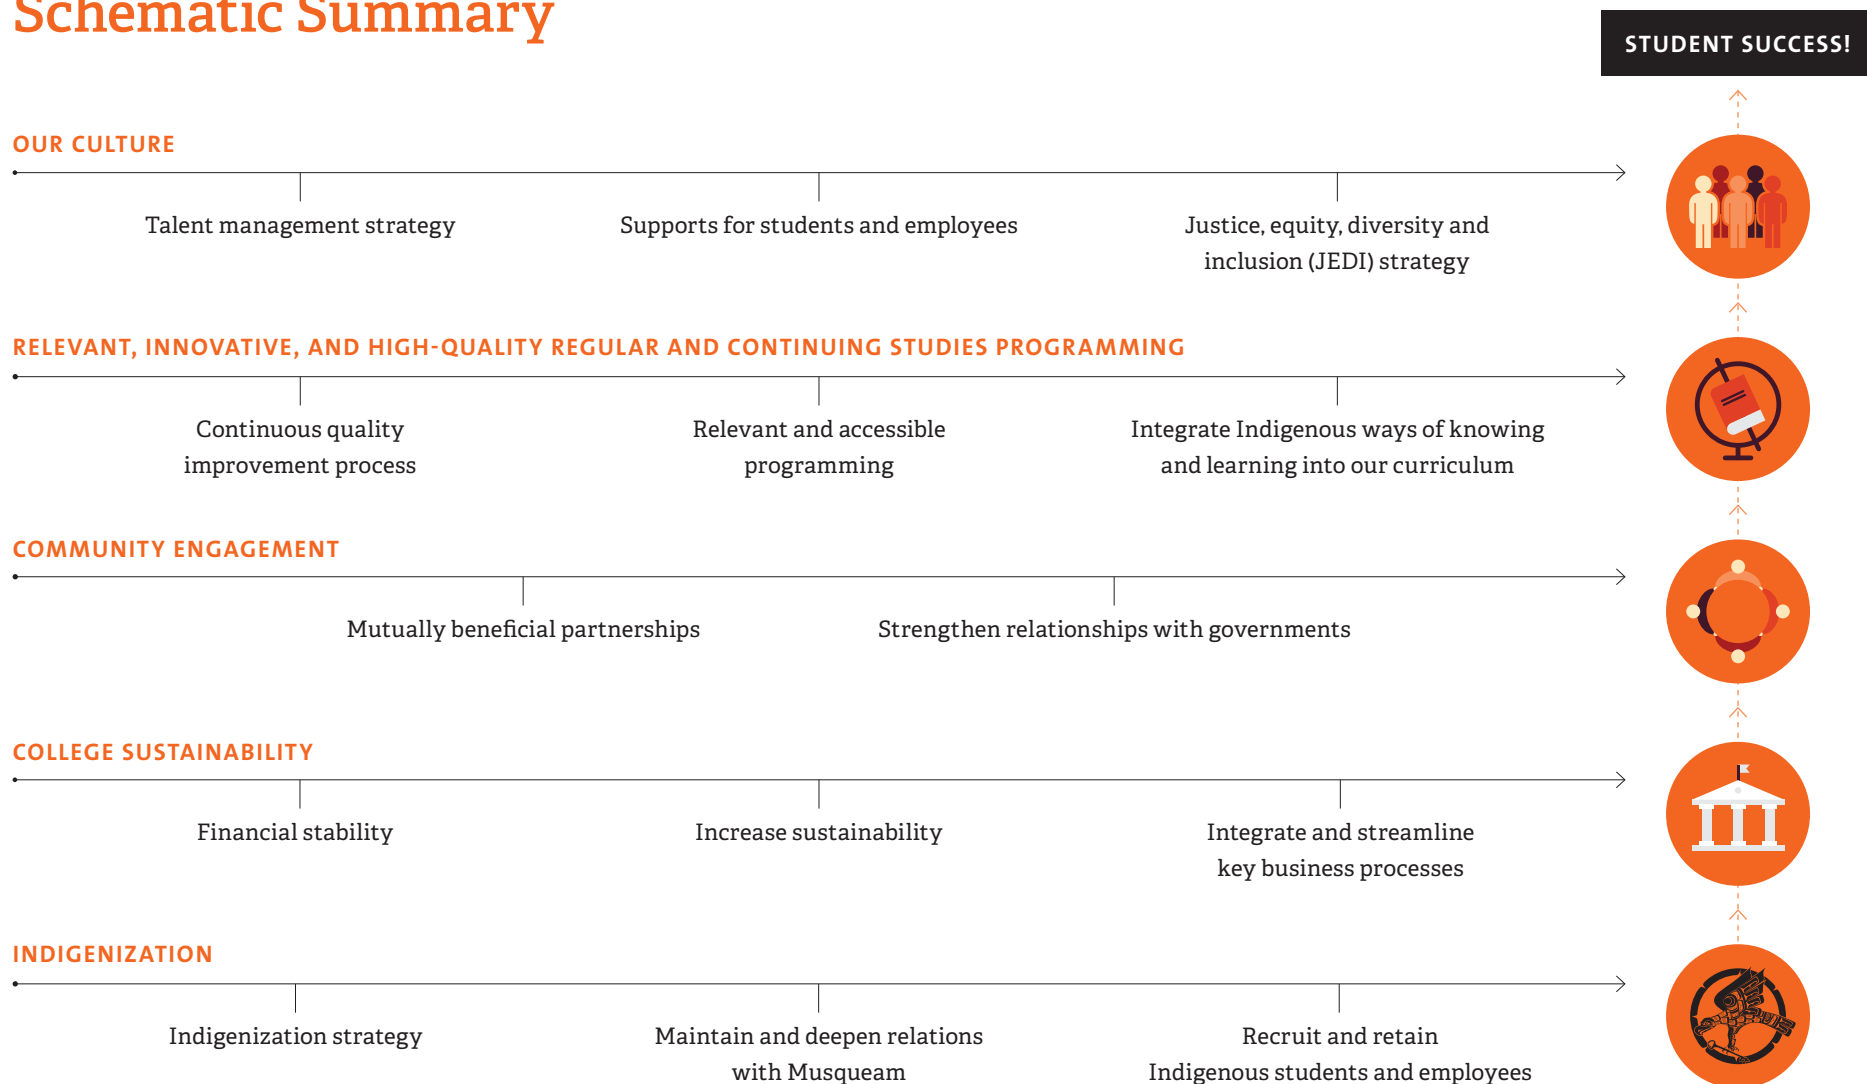 Schematic Summary
STUDENT SUCCESS!
OUR CULTURE
Talent management strategy
Supports for students and employees
Justice, equity, diversity and
inclusion (JEDI) strategy
RELEVANT, INNOVATIVE, AND HIGH-QUALITY REGULAR AND CONTINUING STUDIES PROGRAMMING
Continuous quality
improvement process
Relevant and accessible
programming
Integrate Indigenous ways of knowing
and learning into our curriculum
COMMUNITY ENGAGEMENT
Mutually beneficial partnerships
Strengthen relationships with governments
COLLEGE SUSTAINABILITY
Financial stability
Increase sustainability
Integrate and streamline
key business processes
INDIGENIZATION
Indigenization strategy
Maintain and deepen relations
with Musqueam
Recruit and retain
Indigenous students and employees